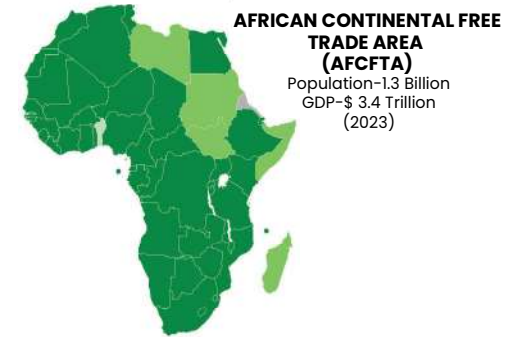 AFRICAN CONTINENTAL FREE
TRADE AREA
(AFCFTA)
Population-1.3 Billion
GDP-$ 3.4 Trillion
(2023)